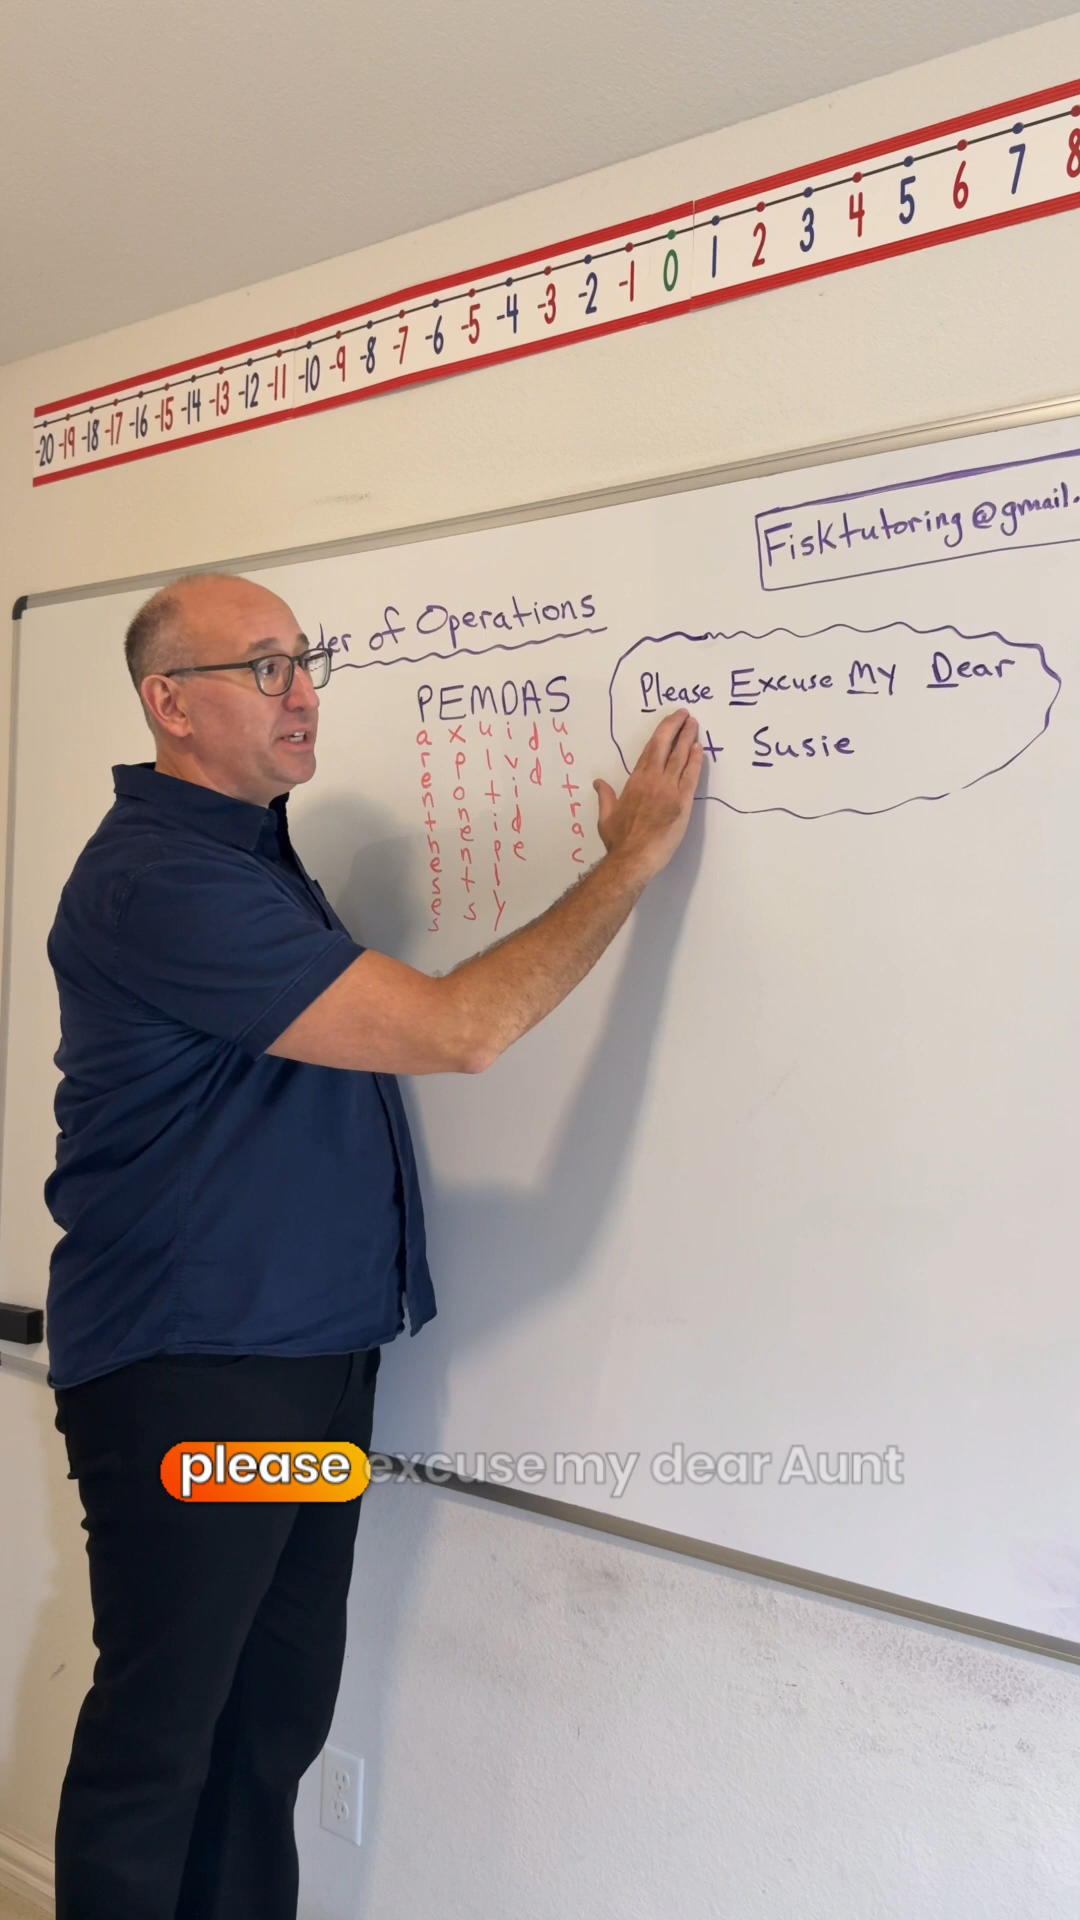 -20 -19 -18 -17 -16 -15 -14 -13 -12 -11 -10 -9 -8 -7 -6 -5 -4 -3 -2 -1 0 1 2 3 4 5 6 7 8
Fisktutoring@gmail.
der of Operations
PEMDAS
arentheses
xponents
ultiply
ivide
dd
ubtrac
Please Excuse My Dear
t Susie
please excuse my dear Aunt